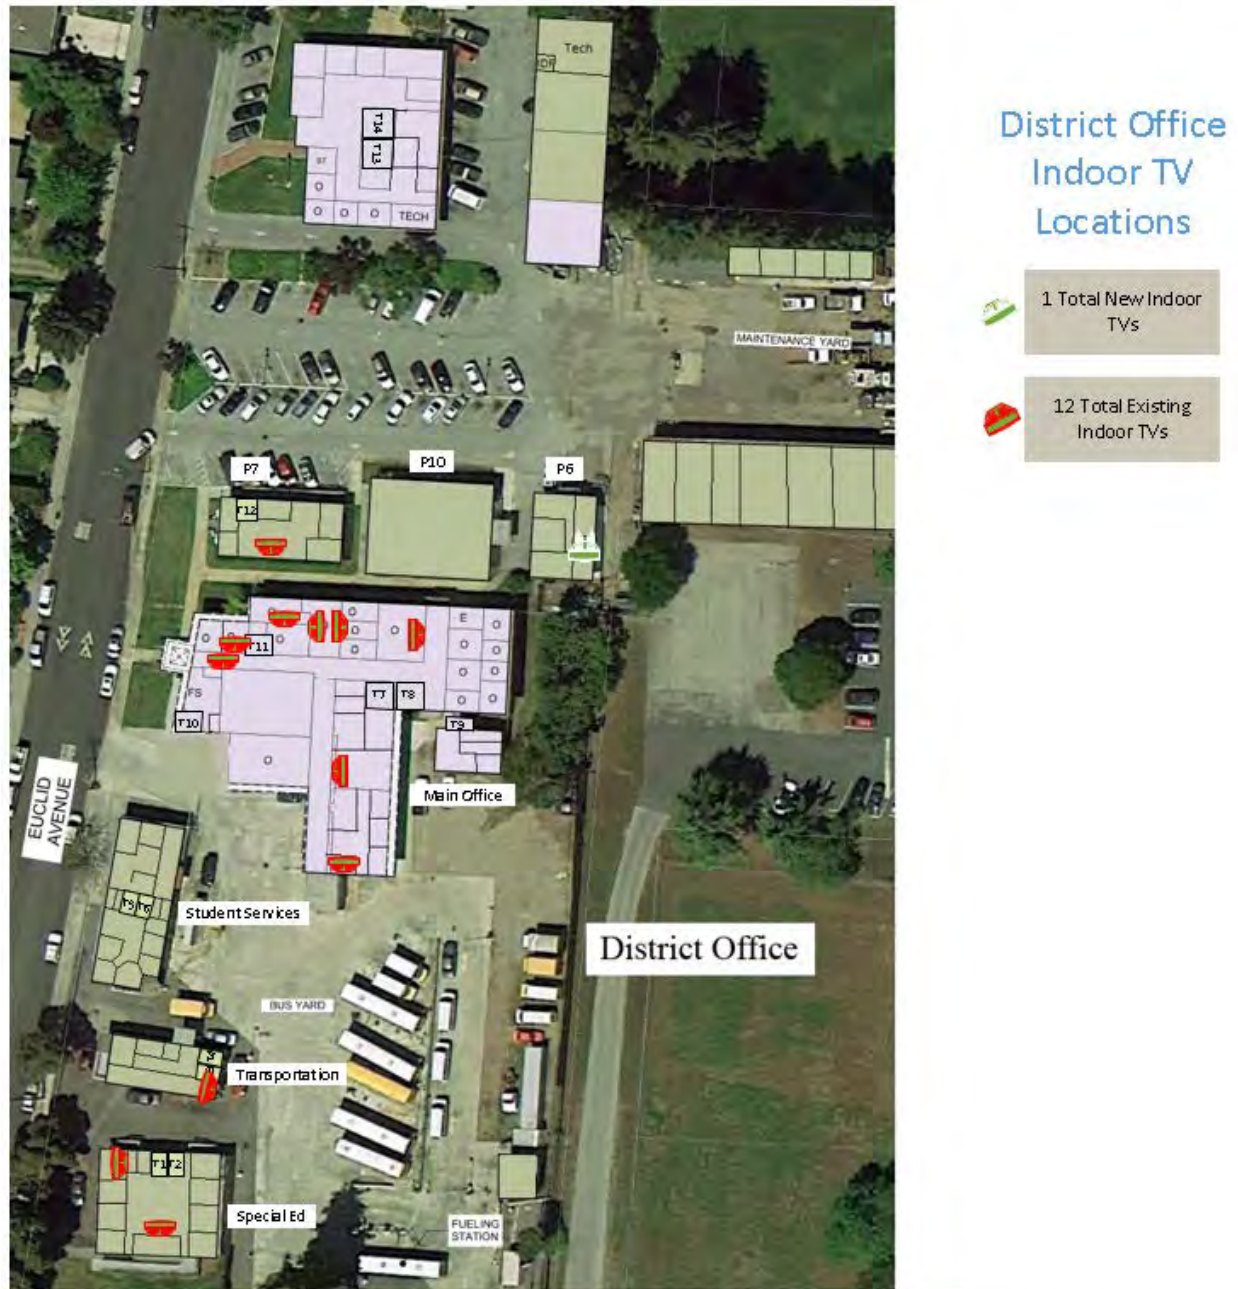 District Office
Indoor TV
Locations
1 Total New Indoor
TVs
12 Total Existing
Indoor TVs
Tech
IDF
T14
T13
ST
O
O
O
O
TECH
MAINTENANCE YARD
P7
P10
P6
T12
O
O
E
O
O
O
O
T11
O
O
O
O
O
O
O
O
FS
T7
T8
T10
T9
O
Main Office
EUCLID
AVENUE
T5
T6
Student Services
District Office
BUS YARD
Transportation
T1
T2
Special Ed
FUELING
STATION